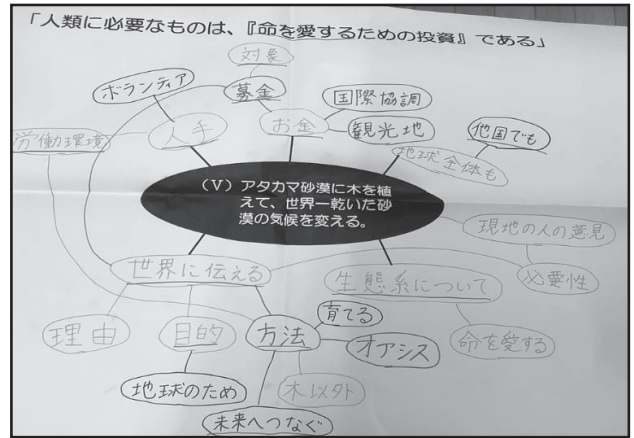 「人類に必要なものは、『命を愛するための投資』である」
対象
ボランティア
募金
国際協調
人手
お金
観光地
他国でも
労働環境
地球全体も
（V）アタカマ砂漠に木を植
えて、世界一乾いた砂
漠の気候を変える。
現地の人の意見
世界に伝える
生態系について
必要性
理由
目的
方法
育てる
オアシス
命を愛する
地球のため
木以外
未来へつなぐ